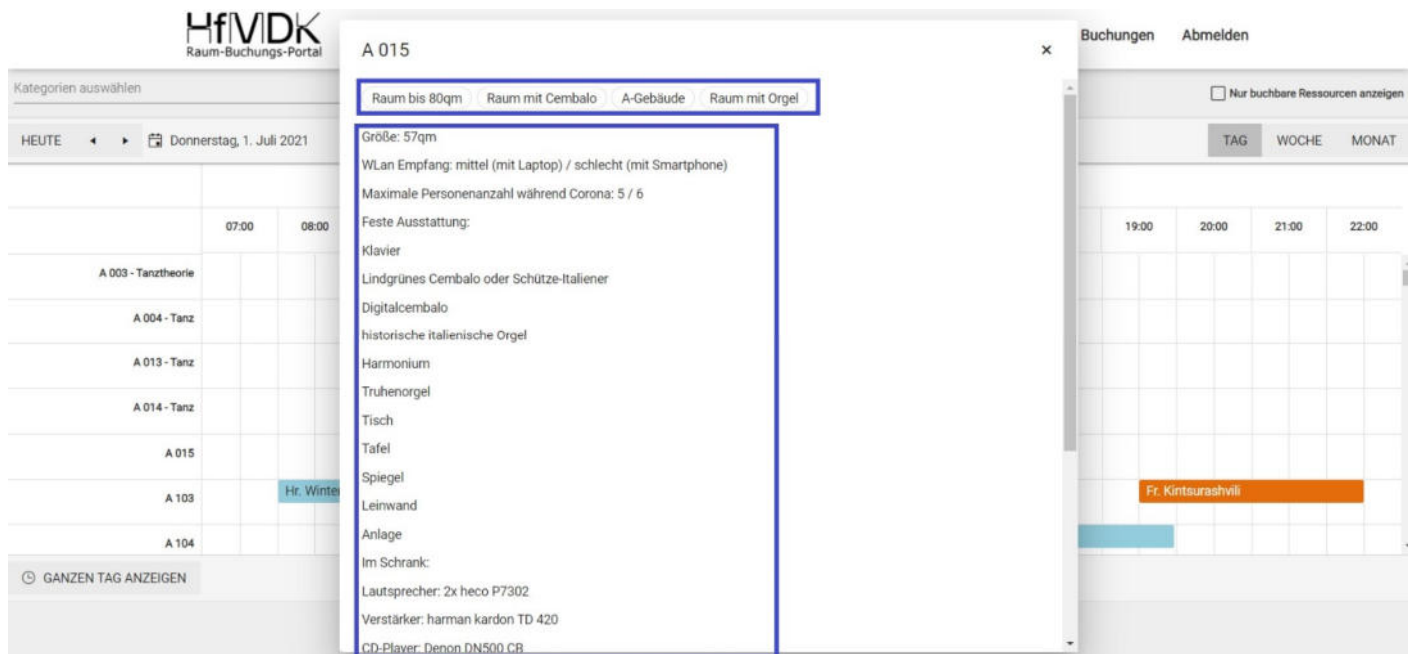 HfMDK
Raum-Buchungs-Portal
Buchungen Abmelden
Kategorien auswählen
Nur buchbare Ressourcen anzeigen
HEUTE Donnerstag, 1. Juli 2021
TAG WOCHE MONAT
07:00 08:00 19:00 20:00 21:00 22:00
A 003 - Tanztheorie
A 004 - Tanz
A 013 - Tanz
A 014 - Tanz
A 015
A 103 Hr. Winte Fr. Kintsurashvili
A 104
GANZEN TAG ANZEIGEN
A 015
×
Raum bis 80qm Raum mit Cembalo A-Gebäude Raum mit Orgel
Größe: 57qm
WLan Empfang: mittel (mit Laptop) / schlecht (mit Smartphone)
Maximale Personenanzahl während Corona: 5 / 6
Feste Ausstattung:
Klavier
Lindgrünes Cembalo oder Schütze-Italiener
Digitalcembalo
historische italienische Orgel
Harmonium
Truhenorgel
Tisch
Tafel
Spiegel
Leinwand
Anlage
Im Schrank:
Lautsprecher: 2x heco P7302
Verstärker: harman kardon TD 420
CD-Player: Denon DN500 CB